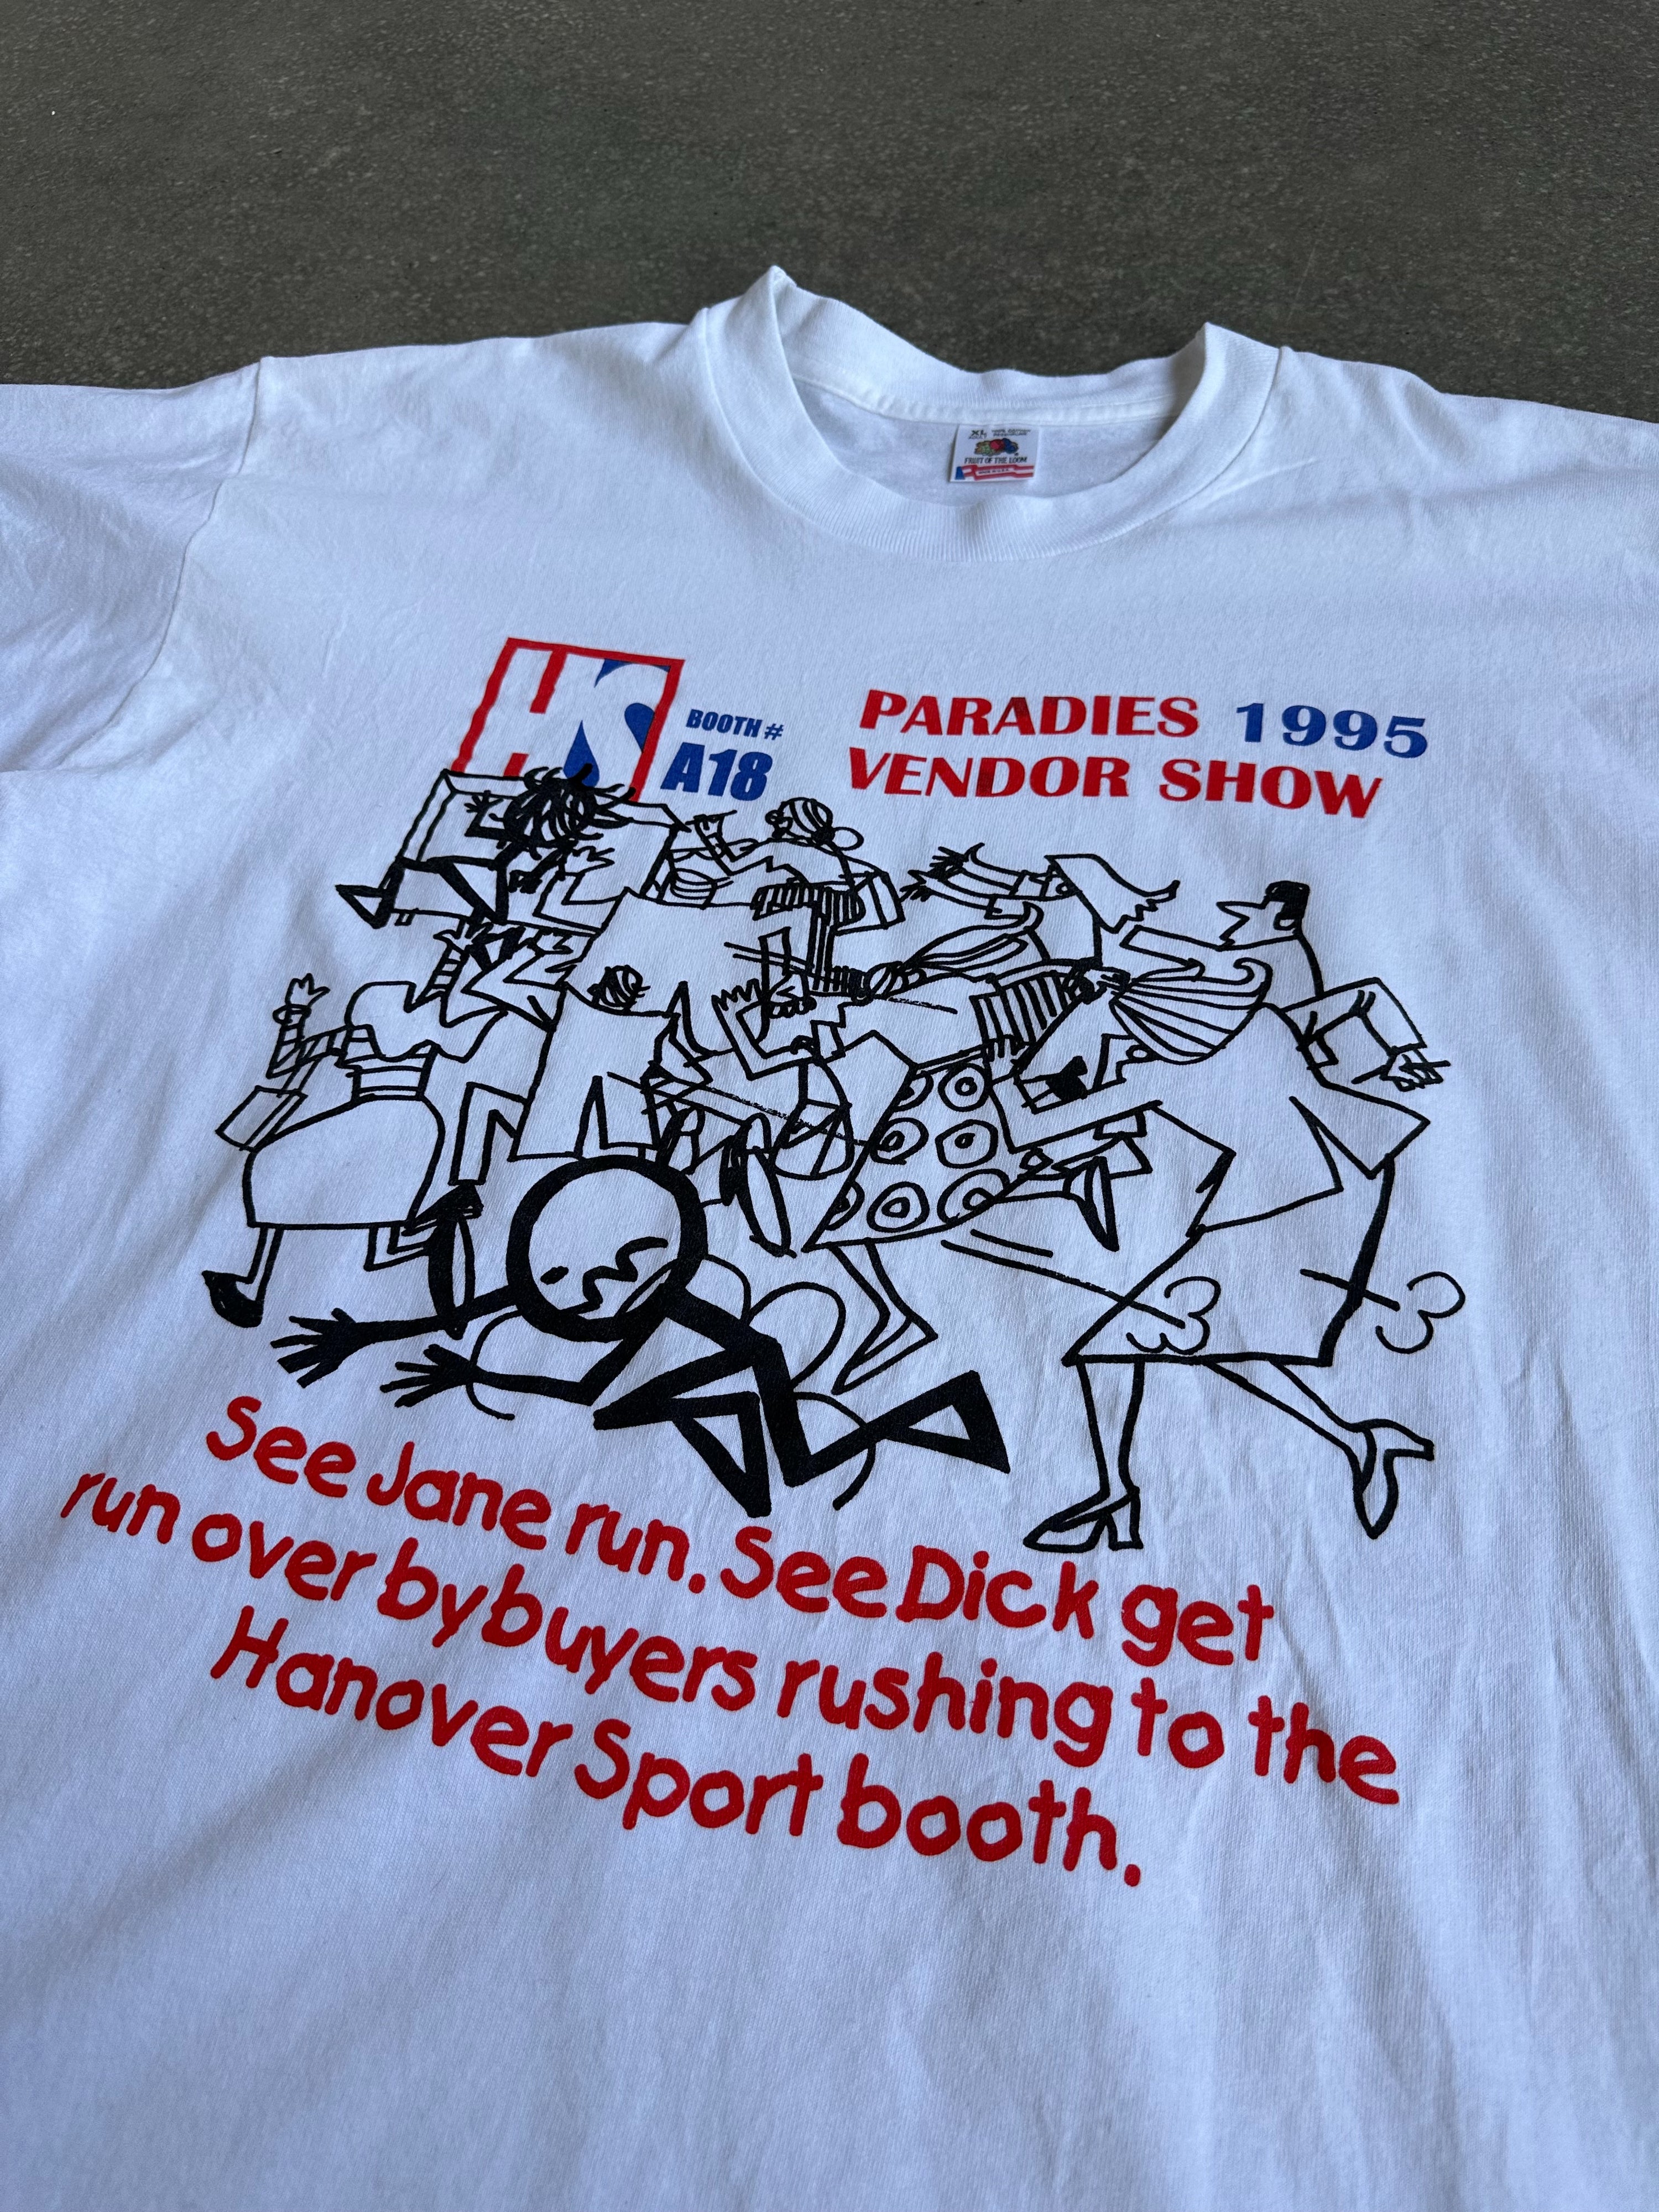 XL
FRUIT OF THE LOOM
HS
BOOTH #
A18
PARADIES 1995
VENDOR SHOW
See Jane run. See Dick get
run over by buyers rushing to the
Hanover Sport booth.